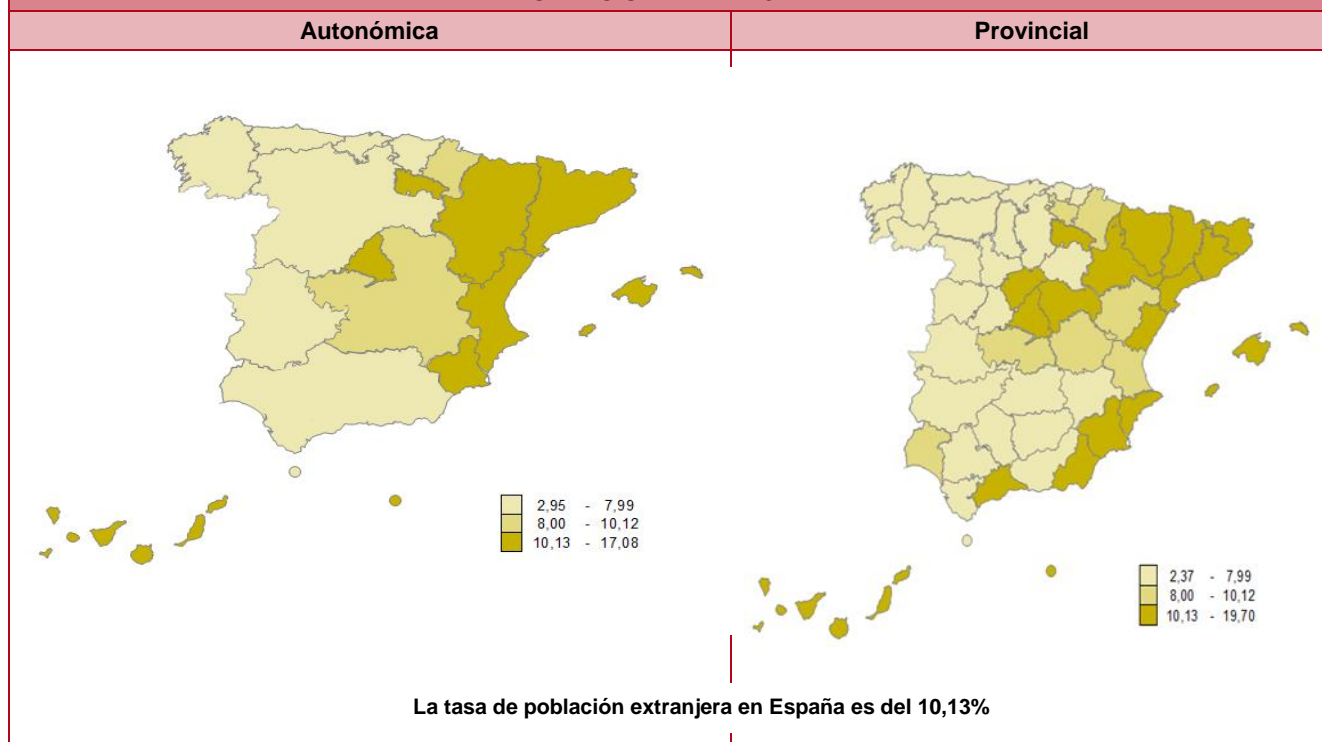 Autonómica
Provincial
2,95 - 7,99
8,00 - 10,12
10,13 - 17,08
2,37 - 7,99
8,00 - 10,12
10,13 - 19,70
La tasa de población extranjera en España es del 10,13%